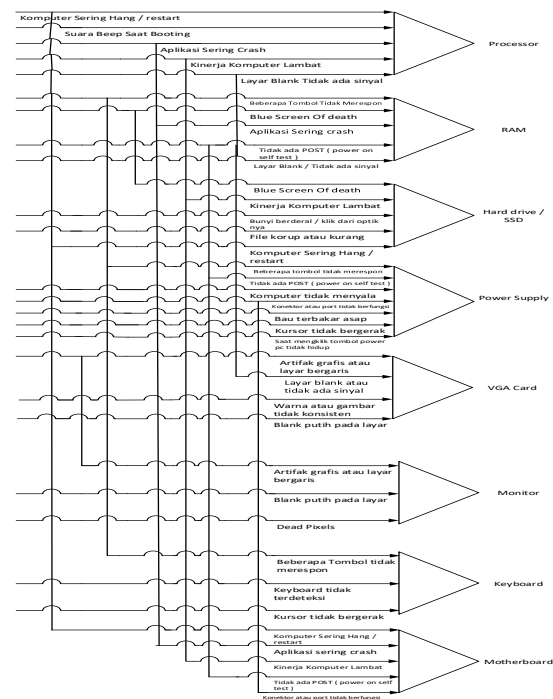 Komputer Sering Hang / restart
Suara Beep Saat Booting
Aplikasi Sering Crash
Kinerja Komputer Lambat
Layar Blank Tidak ada sinyal
Processor
Beberapa Tombol Tidak Merespon
Blue Screen Of death
Aplikasi Sering crash
Tidak ada POST ( power on
self test )
Layar Blank / Tidak ada sinyal
RAM
Blue Screen Of death
Kinerja Komputer Lambat
Bunyi berderal / klik dari optik
nya
File korup atau kurang
Hard drive /
SSD
Komputer Sering Hang /
restart
Beberapa tombol tidak merespon
Tidak ada POST ( power on self test )
Komputer tidak menyala
Konektor atau port tidak berfungsi
Bau terbakar asap
Kursor tidak bergerak
Saat mengklik tombol power
pc tidak hidup
Power Supply
Artifak grafis atau
layar bergaris
Layar blank atau
tidak ada sinyal
Warna atau gambar
tidak konsisten
Blank putih pada layar
VGA Card
Artifak grafis atau layar
bergaris
Blank putih pada layar
Dead Pixels
Monitor
Beberapa Tombol tidak
merespon
Keyboard tidak
terdeteksi
Kursor tidak bergerak
Keyboard
Komputer Sering Hang /
restart
Aplikasi sering crash
Kinerja Komputer Lambat
Tidak ada POST ( power on self
test )
Konektor atau port tidak berfungsi
Motherboard